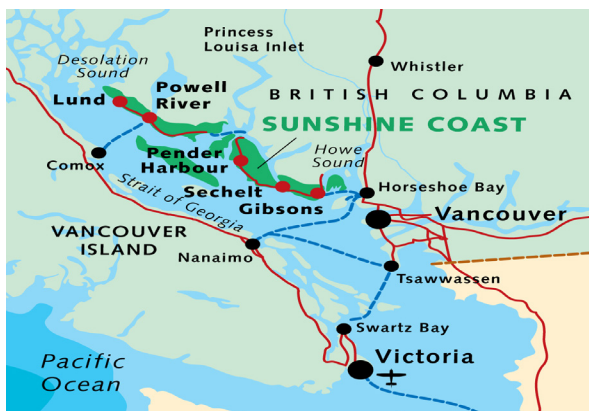 Princess
Louisa Inlet
Desolation
Sound
Whistler
Powell
River
Lund
BRITISH COLUMBIA
SUNSHINE COAST
Howe
Sound
Pender
Harbour
Comox
Sechelt
Horseshoe Bay
Gibsons
Strait of Georgia
Vancouver
VANCOUVER
ISLAND
Nanaimo
Tsawwassen
Swartz Bay
Victoria
Pacific
Ocean